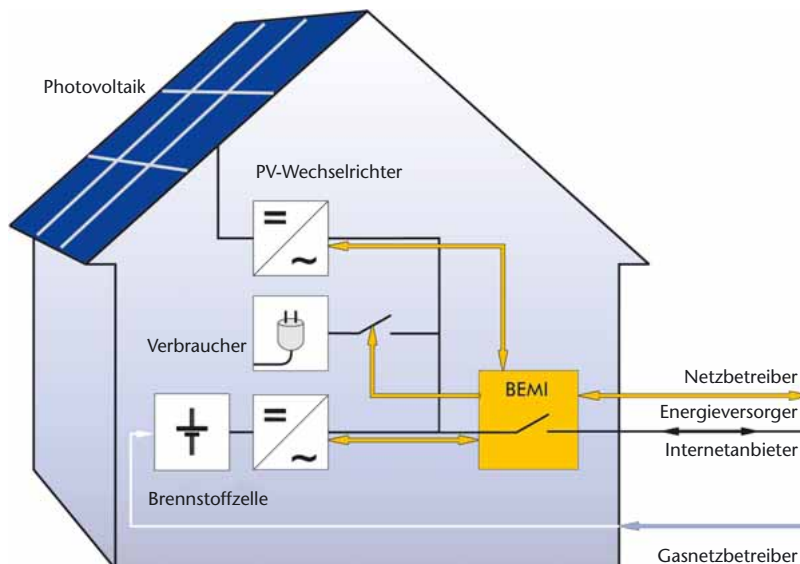 Photovoltaik
PV-Wechselrichter
=
~
Verbraucher
BEMI
Netzbetreiber
Energieversorger
Internetanbieter
=
~
Brennstoffzelle
Gasnetzbetreiber